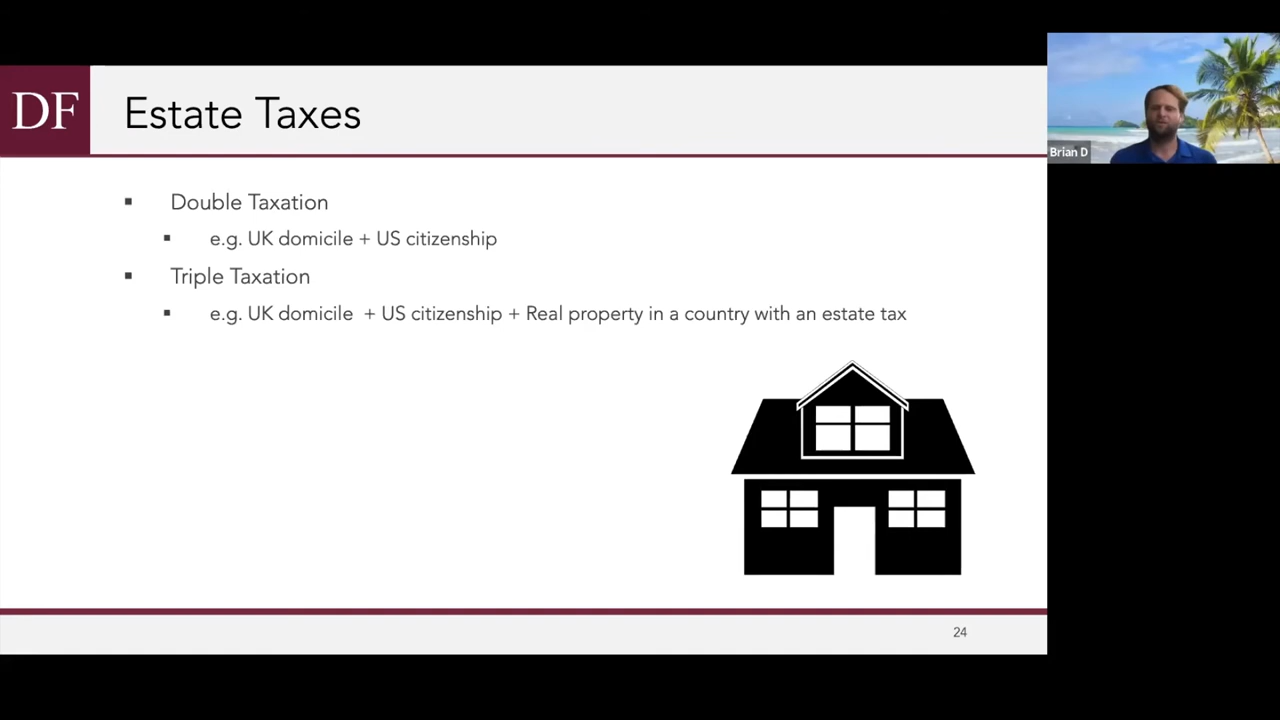 DF
Estate Taxes
Double Taxation
e.g. UK domicile + US citizenship
Triple Taxation
e.g. UK domicile + US citizenship + Real property in a country with an estate tax
24
Brian D